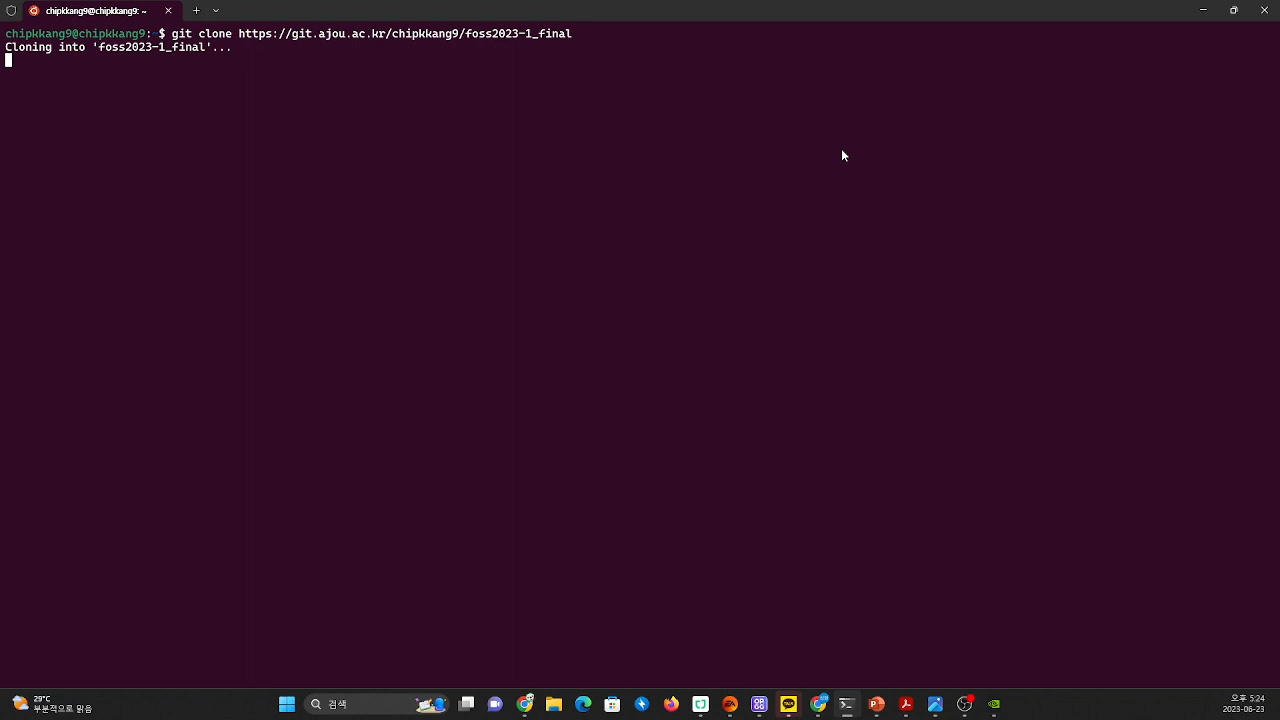 chipkkang9@chipkkang9: ~
chipkkang9@chipkkang9:~$ git clone https://git.ajou.ac.kr/chipkkang9/foss2023-1_final
Cloning into 'foss2023-1_final'...
29°C
부분적으로 맑음
검색
TALK
오후 5:24
2023-06-23